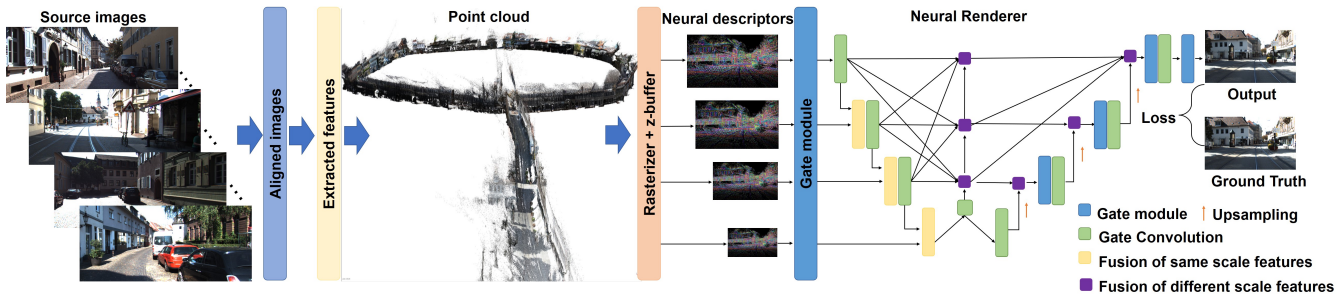 Source images
Aligned images
Extracted features
Point cloud
Rasterizer + z-buffer
Neural descriptors
Gate module
Neural Renderer
Output
Loss
Ground Truth
Gate module
Upsampling
Gate Convolution
Fusion of same scale features
Fusion of different scale features